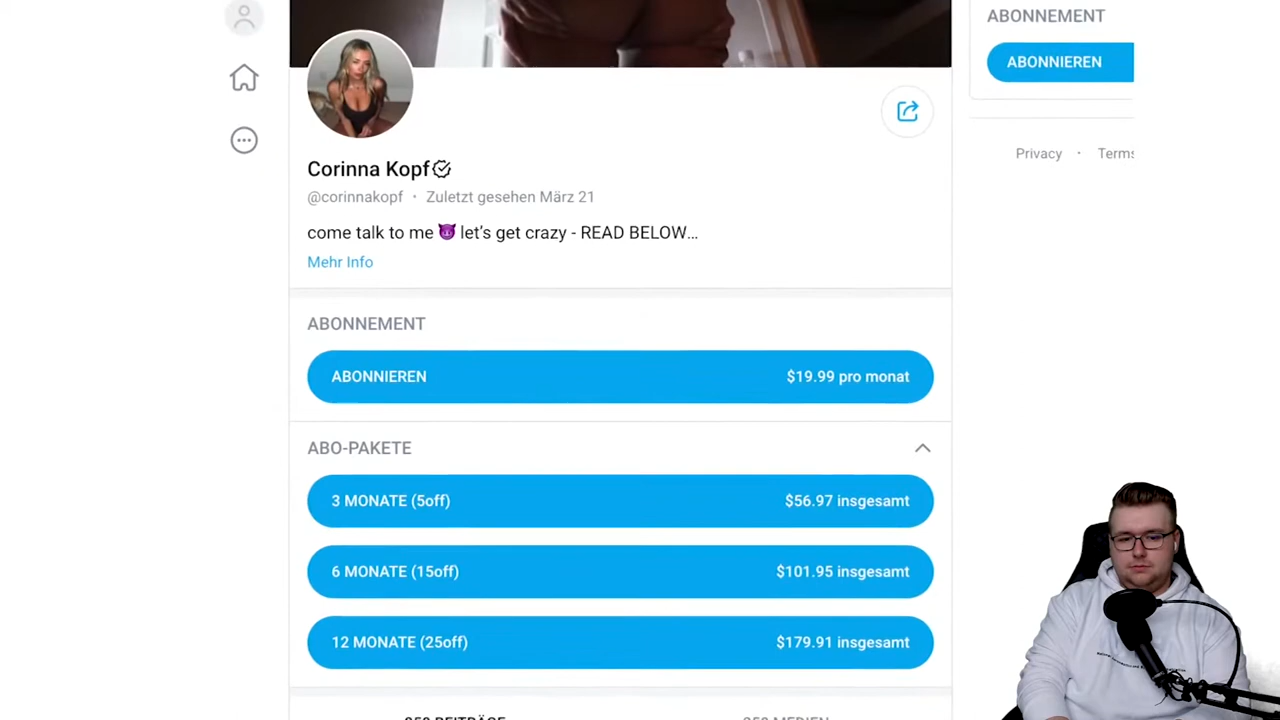 ABONNEMENT
ABONNIEREN
Privacy · Terms
Corinna Kopf
@corinnakopf · Zuletzt gesehen März 21
come talk to me 😈 let's get crazy - READ BELOW...
Mehr Info
ABONNEMENT
ABONNIEREN $19.99 pro monat
ABO-PAKETE
3 MONATE (5off) $56.97 insgesamt
6 MONATE (15off) $101.95 insgesamt
12 MONATE (25off) $179.91 insgesamt